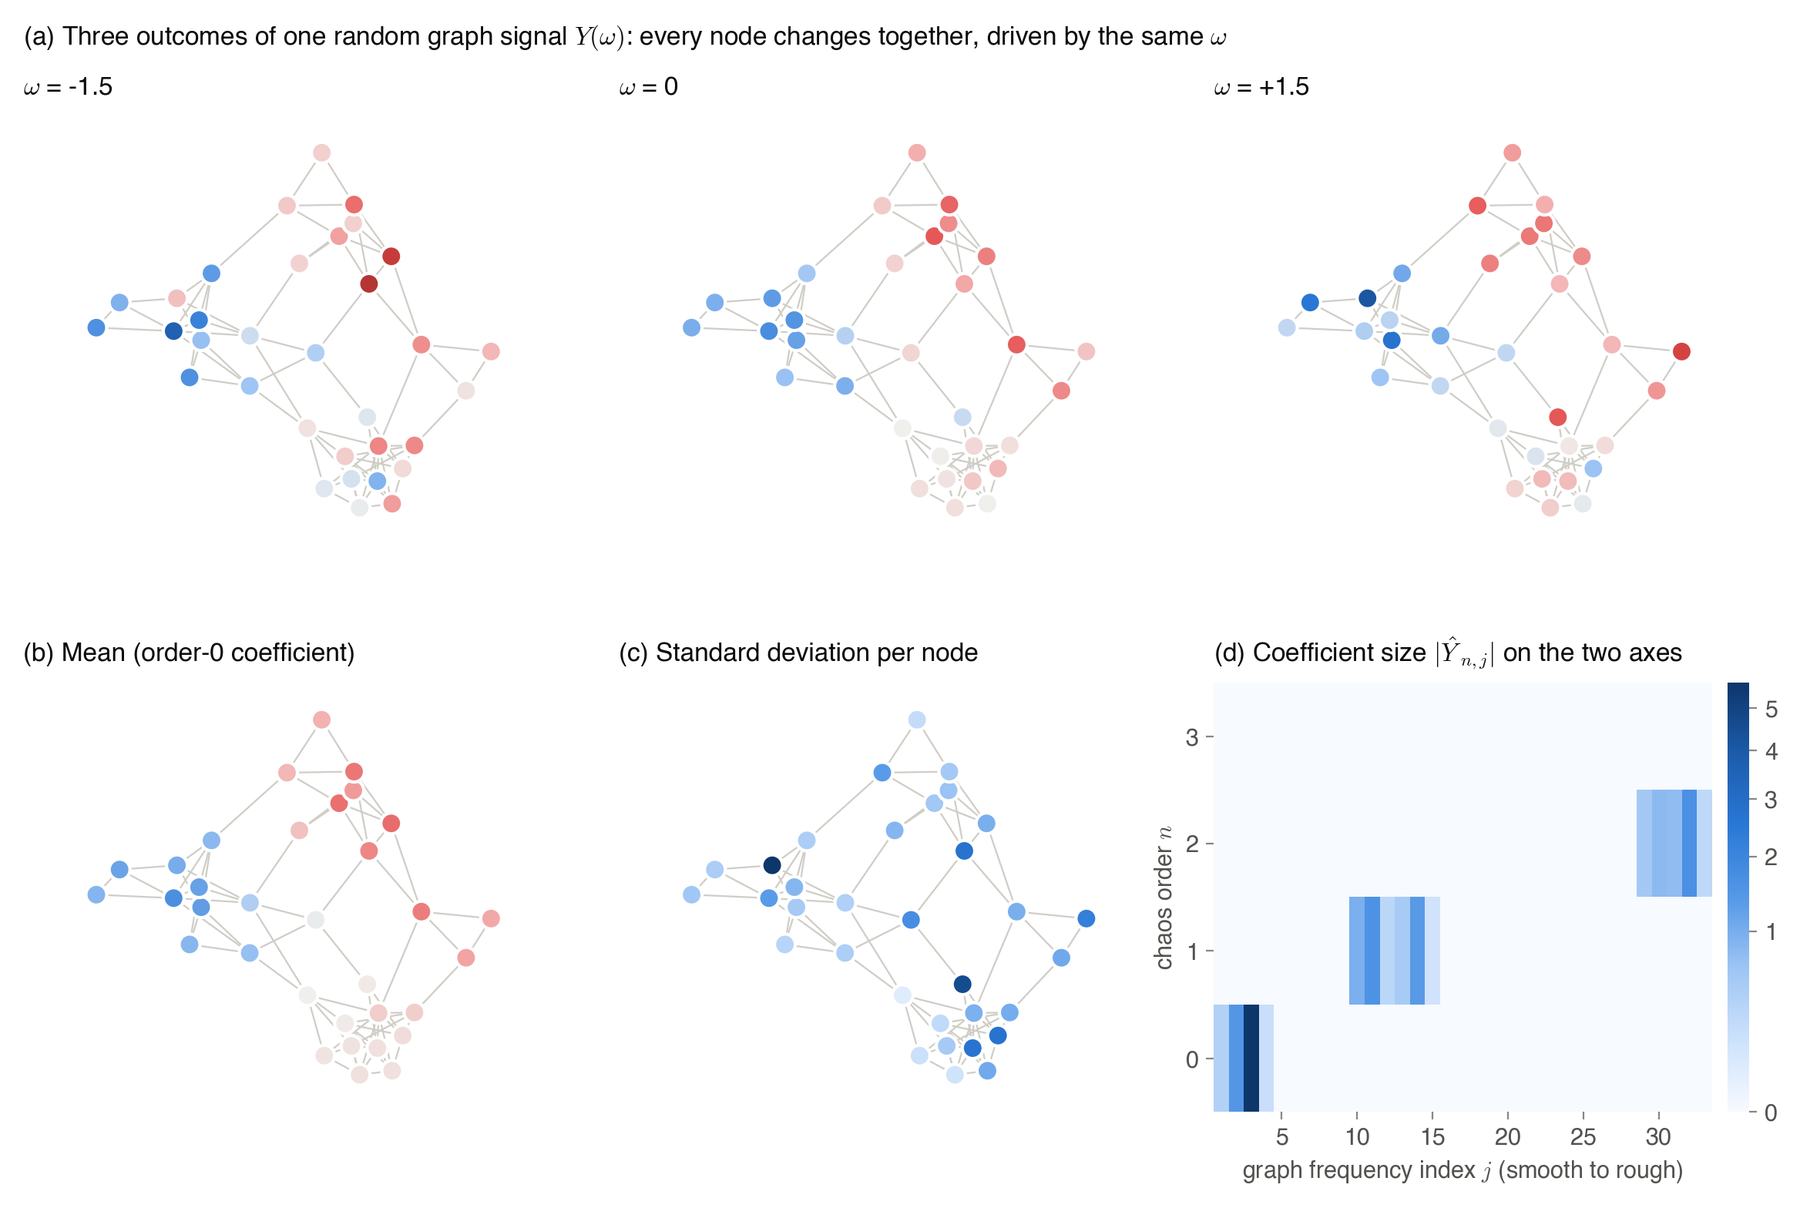 (a) Three outcomes of one random graph signal Y(ω): every node changes together, driven by the same ω
ω = -1.5
ω = 0
ω = +1.5
(b) Mean (order-0 coefficient)
(c) Standard deviation per node
(d) Coefficient size |Ŷ_{n,j}| on the two axes
chaos order n
3
2
1
0
5
10
15
20
25
30
graph frequency index j (smooth to rough)
5
4
3
2
1
0